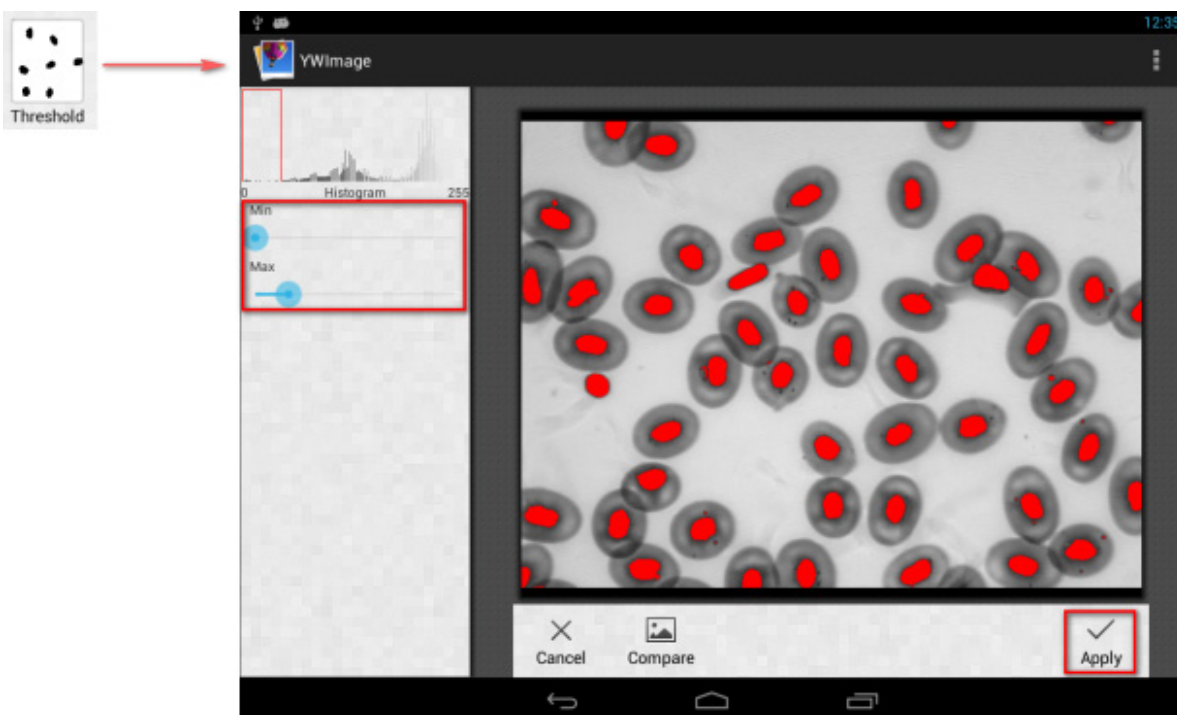 Threshold
12:35
YWImage
0 Histogram 255
Min
Max
Cancel Compare Apply